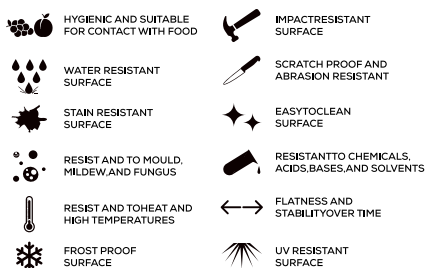 HYGIENIC AND SUITABLE
FOR CONTACT WITH FOOD
WATER RESISTANT
SURFACE
STAIN RESISTANT
SURFACE
RESIST AND TO MOULD,
MILDEW,AND FUNGUS
RESIST AND TOHEAT AND
HIGH TEMPERATURES
FROST PROOF
SURFACE
IMPACTRESISTANT
SURFACE
SCRATCH PROOF AND
ABRASION RESISTANT
EASYTOCLEAN
SURFACE
RESISTANTTO CHEMICALS,
ACIDS,BASES,AND SOLVENTS
FLATNESS AND
STABILITYOVER TIME
UV RESISTANT
SURFACE